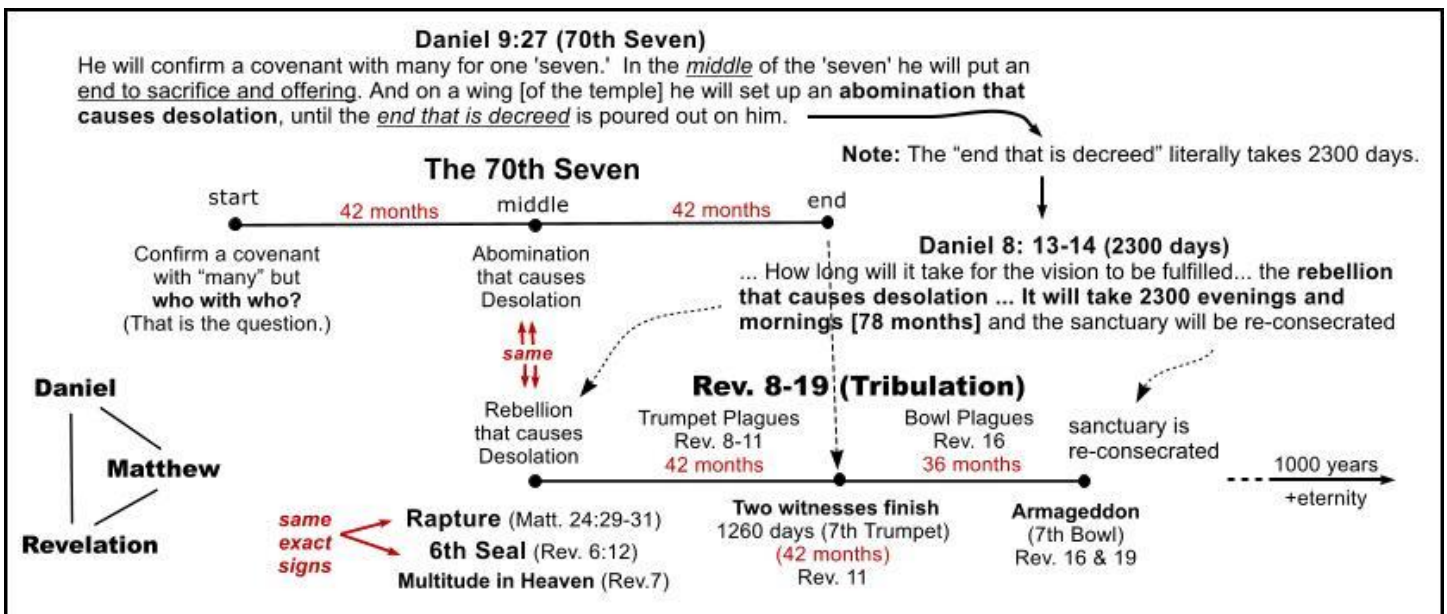 Daniel 9:27 (70th Seven)
He will confirm a covenant with many for one 'seven.' In the middle of the 'seven' he will put an
end to sacrifice and offering. And on a wing [of the temple] he will set up an abomination that
causes desolation, until the end that is decreed is poured out on him.
Note: The “end that is decreed” literally takes 2300 days.
The 70th Seven
start
42 months
middle
42 months
end
Confirm a covenant
with “many” but
who with who?
(That is the question.)
Abomination
that causes
Desolation
Daniel 8: 13-14 (2300 days)
... How long will it take for the vision to be fulfilled... the rebellion
that causes desolation ... It will take 2300 evenings and
mornings [78 months] and the sanctuary will be re-consecrated
same
Daniel
Matthew
Revelation
Rebellion
that causes
Desolation
Rev. 8-19 (Tribulation)
Trumpet Plagues
Rev. 8-11
42 months
Bowl Plagues
Rev. 16
36 months
sanctuary is
re-consecrated
1000 years
+eternity
same
exact
signs
Rapture (Matt. 24:29-31)
6th Seal (Rev. 6:12)
Multitude in Heaven (Rev.7)
Two witnesses finish
1260 days (7th Trumpet)
(42 months)
Rev. 11
Armageddon
(7th Bowl)
Rev. 16 & 19